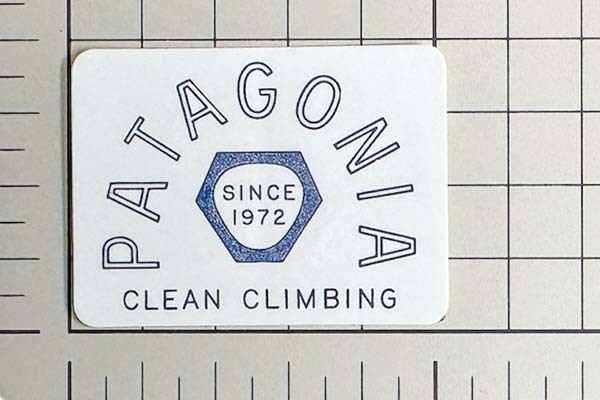 PATAGONIA
SINCE
1972
CLEAN CLIMBING